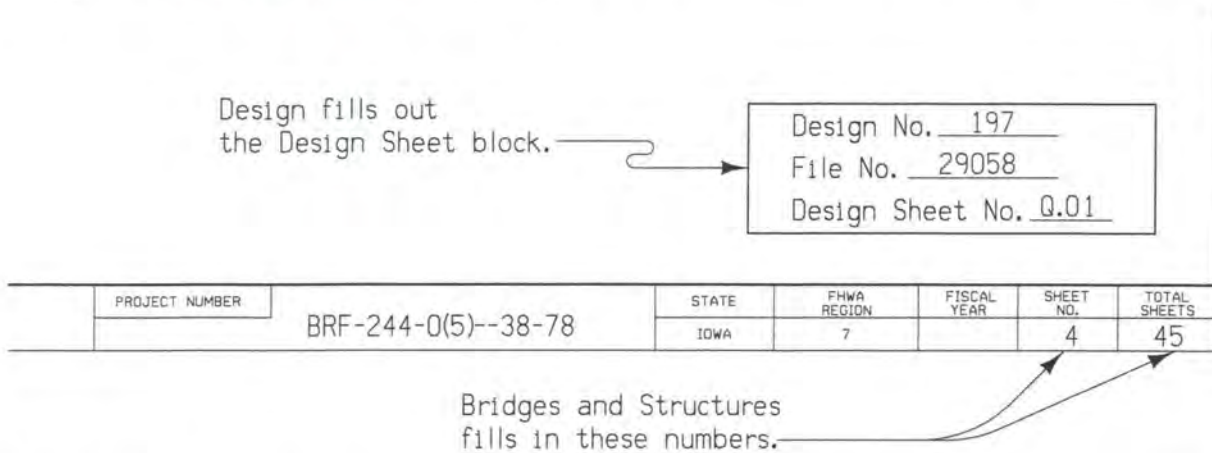 Design fills out
the Design Sheet block.
Design No. 197
File No. 29058
Design Sheet No. Q.01
PROJECT NUMBER
BRF-244-0(5)--38-78
STATE
IOWA
FHWA
REGION
7
FISCAL
YEAR
SHEET
NO.
4
TOTAL
SHEETS
45
Bridges and Structures
fills in these numbers.